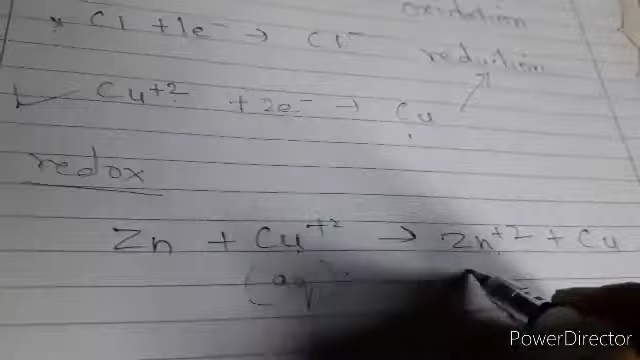 oxidation
* Cl + 1e⁻ → Cl⁻
reduction
✓ Cu⁺² + 2e⁻ → Cu
redox
Zn + Cu⁺² → Zn⁺² + Cu
(aq)
PowerDirector